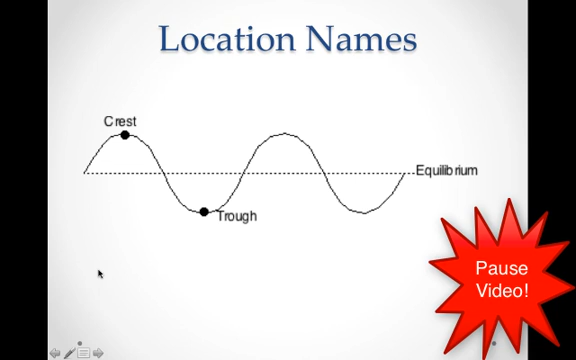 Location Names
Crest
Equilibrium
Trough
Pause
Video!